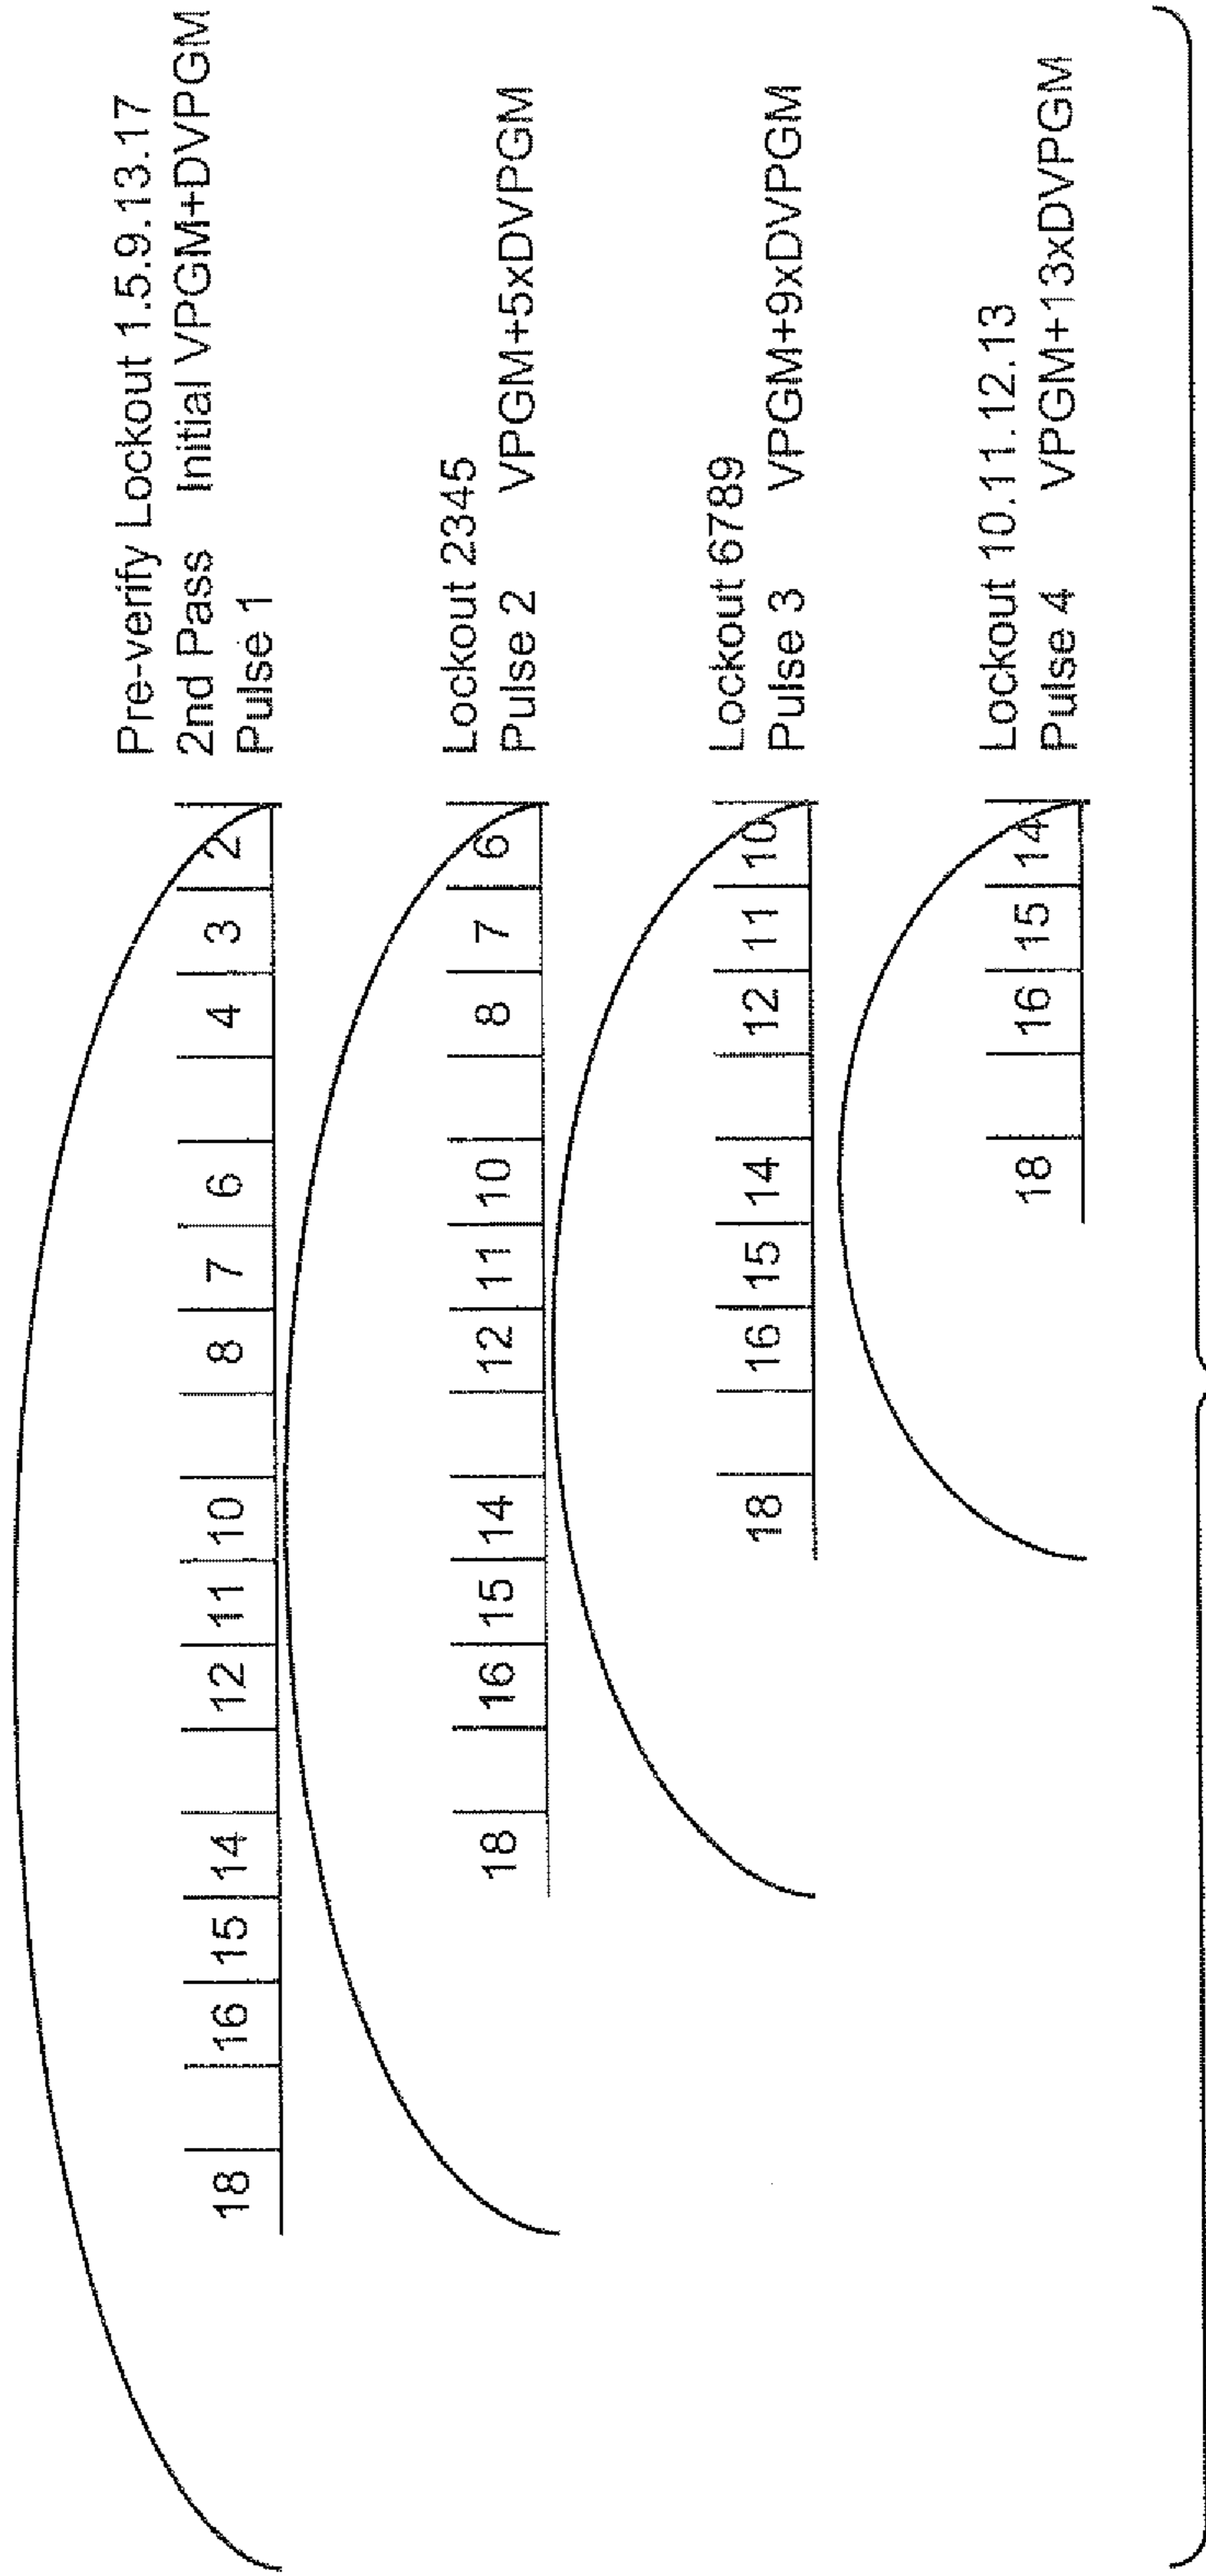 18 16 15 14 12 11 10 8 7 6 4 3 2
Pre-verify Lockout 1.5.9.13.17
2nd Pass Initial VPGM+DVPGM
Pulse 1
18 16 15 14 12 11 10 8 7 6
Lockout 2345
Pulse 2 VPGM+5xDVPGM
18 16 15 14 12 11 10
Lockout 6789
Pulse 3 VPGM+9xDVPGM
18 16 15 14
Lockout 10.11.12.13
Pulse 4 VPGM+13xDVPGM